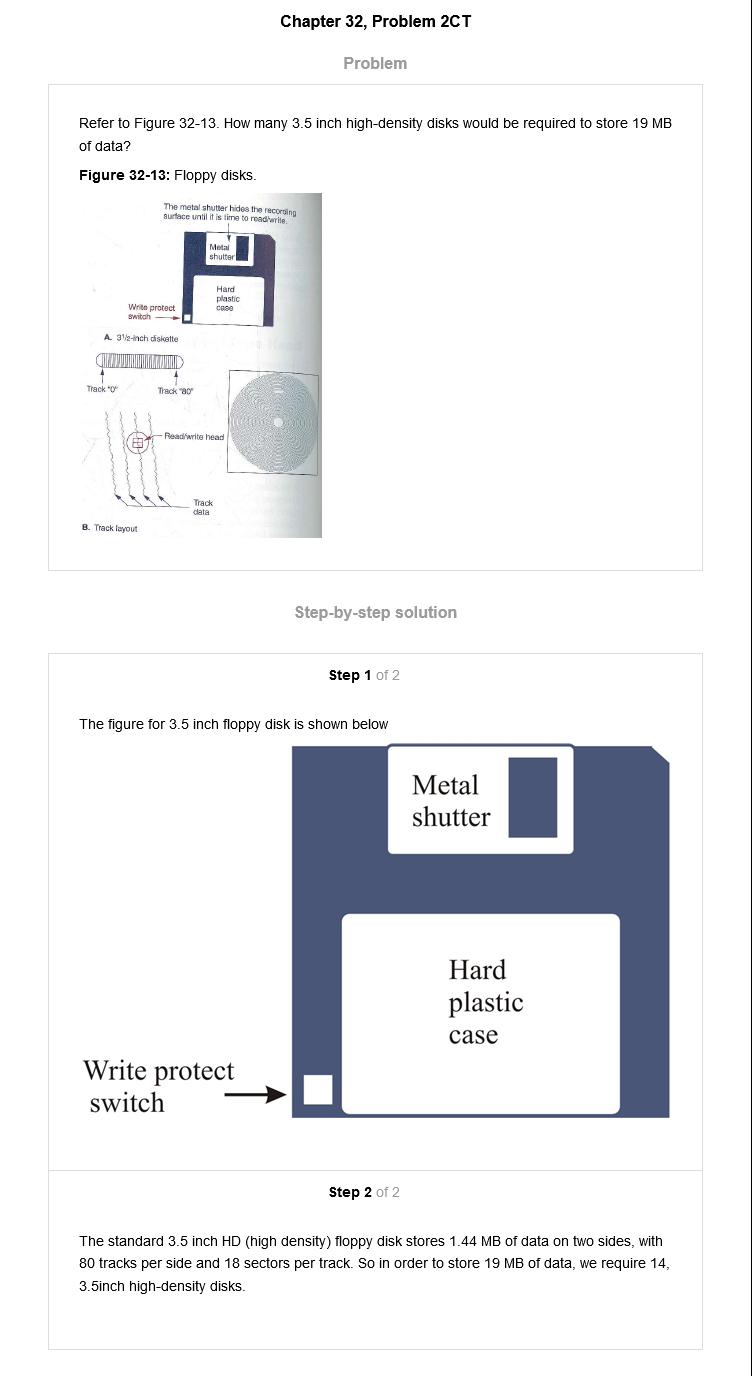 Chapter 32, Problem 2CT
Problem
Refer to Figure 32-13. How many 3.5 inch high-density disks would be required to store 19 MB
of data?
Figure 32-13: Floppy disks.
The metal shutter hides the recording
surface until it is time to read/write.
Metal
shutter
Hard
plastic
case
Write protect
switch
A. 3 1/2-inch diskette
Track "0"
Track "80"
Read/write head
Track
data
B. Track layout
Step-by-step solution
Step 1 of 2
The figure for 3.5 inch floppy disk is shown below
Metal
shutter
Hard
plastic
case
Write protect
switch
Step 2 of 2
The standard 3.5 inch HD (high density) floppy disk stores 1.44 MB of data on two sides, with
80 tracks per side and 18 sectors per track. So in order to store 19 MB of data, we require 14,
3.5inch high-density disks.